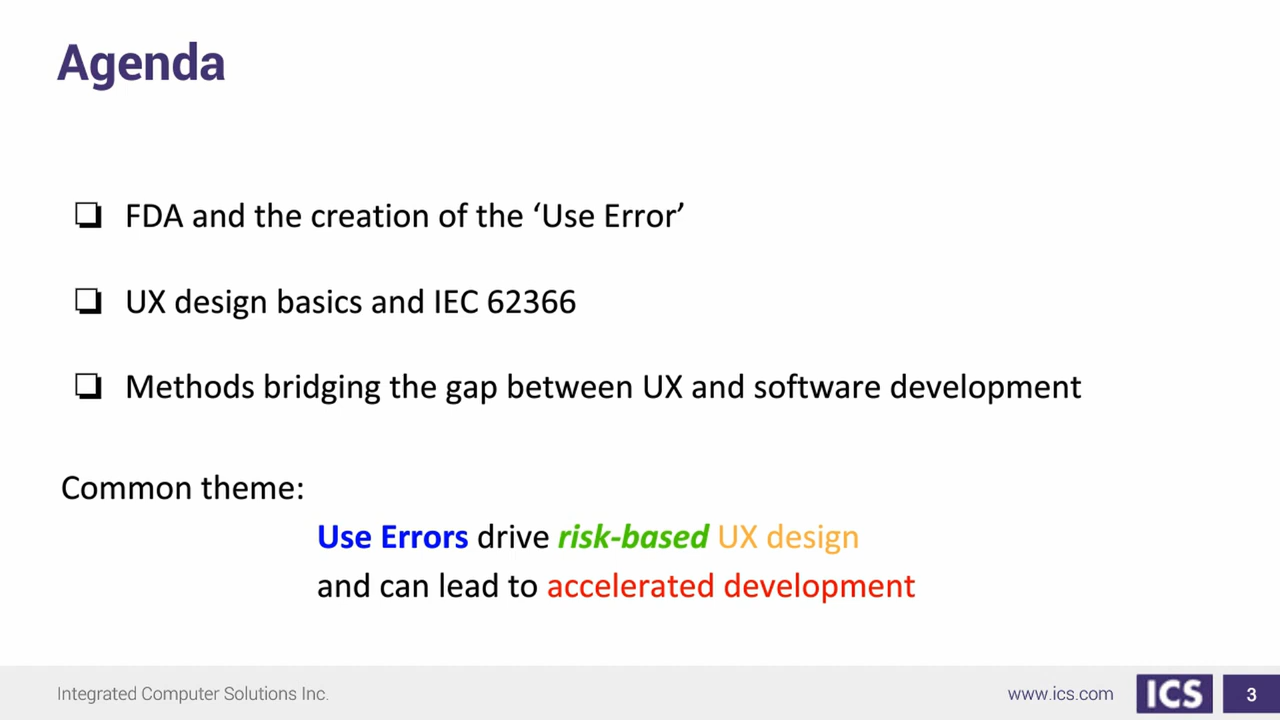 Agenda
❏ FDA and the creation of the ‘Use Error’
❏ UX design basics and IEC 62366
❏ Methods bridging the gap between UX and software development
Common theme:
Use Errors drive risk-based UX design
and can lead to accelerated development
Integrated Computer Solutions Inc.
www.ics.com
ICS
3